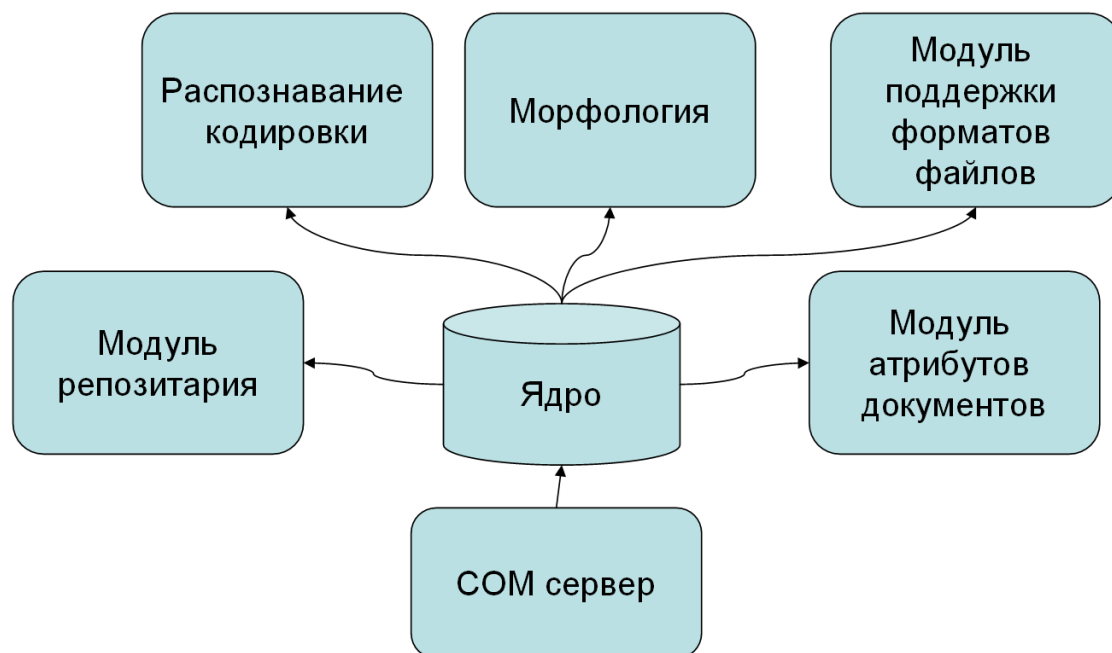 Распознавание
кодировки
Морфология
Модуль
поддержки
форматов
файлов
Модуль
репозитария
Ядро
Модуль
атрибутов
документов
COM сервер